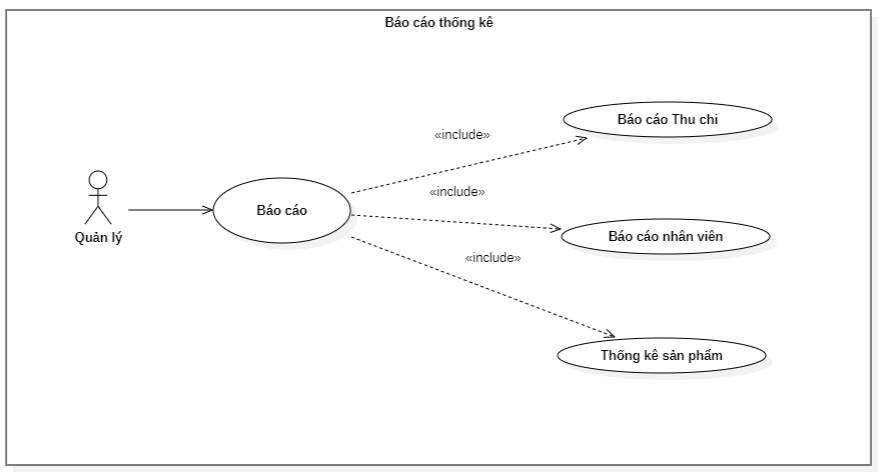 Báo cáo thống kê
«include»
Báo cáo Thu chi
«include»
Báo cáo
Quản lý
Báo cáo nhân viên
«include»
Thống kê sản phẩm